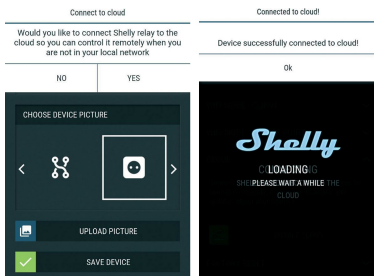 Connect
to cloud
Would you like to connect Shelly relay to the
cloud so you can control it remotely when you
are not in your local network
NO
YES
CHOOSE DEVICE PICTURE
UPLOAD PICTURE
SAVE DEVICE
Connected to cloud!
Device successfully connected to cloud!
Ok
Shelly
LOADING
PLEASE WAIT A WHILE
CLOUD